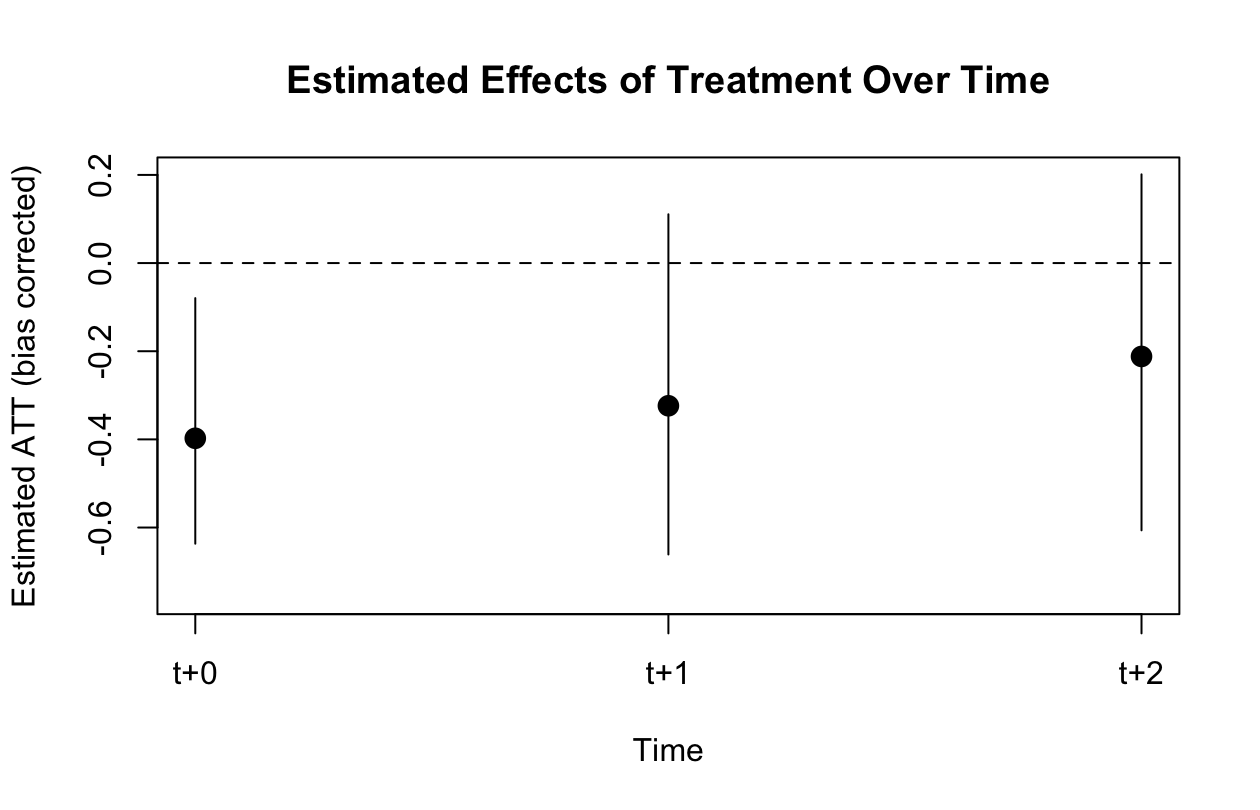 Estimated Effects of Treatment Over Time
Estimated ATT (bias corrected)
0.2
0.0
-0.2
-0.4
-0.6
t+0
t+1
t+2
Time